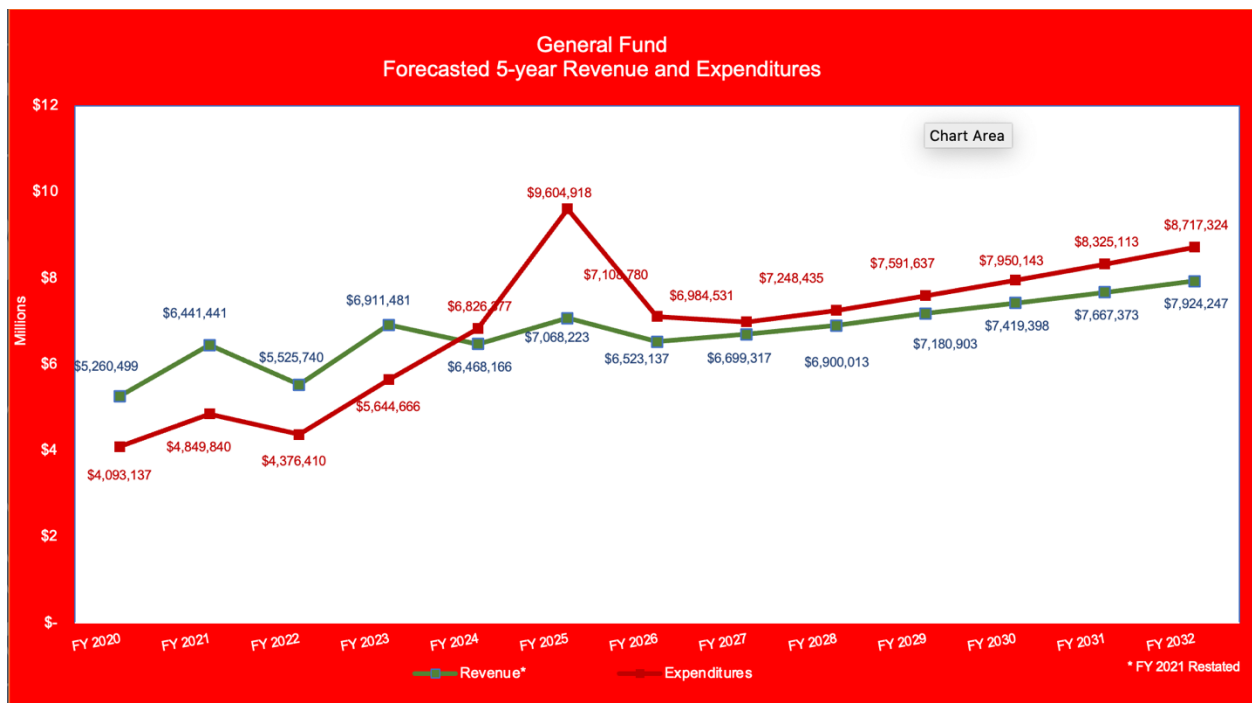 General Fund
Forecasted 5-year Revenue and Expenditures
$12
Chart Area
$10
$9,604,918
$8,717,324
$8,325,113
$7,950,143
$7,591,637
$8
$7,108,780
$7,248,435
$6,911,481
$6,984,531
$6,826,377
$6,441,441
Millions
$7,924,247
$7,667,373
$7,419,398
$7,180,903
$7,068,223
$5,525,740
$6
$5,260,499
$6,468,166
$6,523,137
$6,699,317
$6,900,013
$5,644,666
$4
$4,849,840
$4,376,410
$4,093,137
$2
$-
FY 2020
FY 2021
FY 2022
FY 2023
FY 2024
FY 2025
FY 2026
FY 2027
FY 2028
FY 2029
FY 2030
FY 2031
FY 2032
Revenue*
Expenditures
* FY 2021 Restated